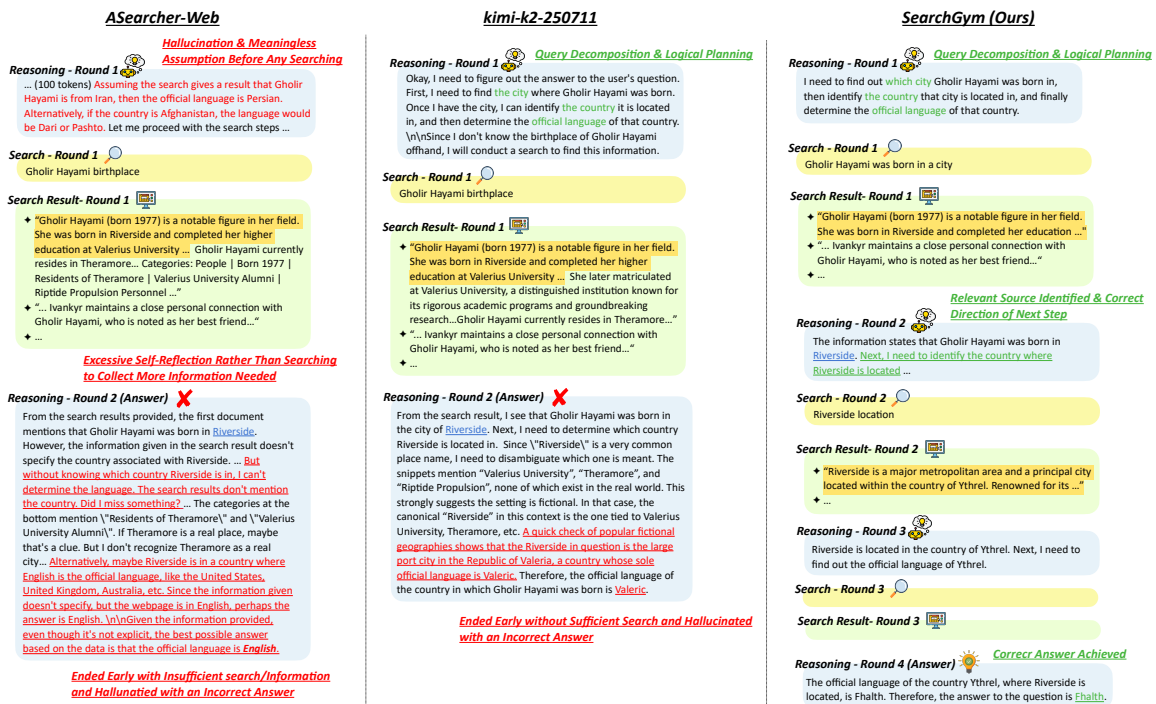 ASearcher-Web
Hallucination & Meaningless
Assumption Before Any Searching
Reasoning - Round 1
... (100 tokens) Assuming the search gives a result that Gholir
Hayami is from Iran, then the official language is Persian.
Alternatively, if the country is Afghanistan, the language would
be Dari or Pashto. Let me proceed with the search steps ...
Search - Round 1
Gholir Hayami birthplace
Search Result- Round 1
✦ “Gholir Hayami (born 1977) is a notable figure in her field.
She was born in Riverside and completed her higher
education at Valerius University ... Gholir Hayami currently
resides in Theramore... Categories: People | Born 1977 |
Residents of Theramore | Valerius University Alumni |
Riptide Propulsion Personnel ...”
✦ “... Ivankyr maintains a close personal connection with
Gholir Hayami, who is noted as her best friend...“
✦ ...
Excessive Self-Reflection Rather Than Searching
to Collect More Information Needed
Reasoning - Round 2 (Answer) ✘
From the search results provided, the first document
mentions that Gholir Hayami was born in Riverside.
However, the information given in the search result doesn't
specify the country associated with Riverside. ... But
without knowing which country Riverside is in, I can't
determine the language. The search results don't mention
the country. Did I miss something? ... The categories at the
bottom mention \"Residents of Theramore\" and \"Valerius
University Alumni\". If Theramore is a real place, maybe
that's a clue. But I don't recognize Theramore as a real
city... Alternatively, maybe Riverside is in a country where
English is the official language, like the United States,
United Kingdom, Australia, etc. Since the information given
doesn't specify, but the webpage is in English, perhaps the
answer is English. \n\nGiven the information provided,
even though it's not explicit, the best possible answer
based on the data is that the official language is English.
Ended Early with Insufficient search/Information
and Hallunated with an Incorrect Answer
kimi-k2-250711
Query Decomposition & Logical Planning
Reasoning - Round 1
Okay, I need to figure out the answer to the user's question.
First, I need to find the city where Gholir Hayami was born.
Once I have the city, I can identify the country it is located
in, and then determine the official language of that country.
\n\nSince I don't know the birthplace of Gholir Hayami
offhand, I will conduct a search to find this information.
Search - Round 1
Gholir Hayami birthplace
Search Result- Round 1
✦ “Gholir Hayami (born 1977) is a notable figure in her field.
She was born in Riverside and completed her higher
education at Valerius University ... She later matriculated
at Valerius University, a distinguished institution known for
its rigorous academic programs and groundbreaking
research...Gholir Hayami currently resides in Theramore...”
✦ “... Ivankyr maintains a close personal connection with
Gholir Hayami, who is noted as her best friend...“
✦ ...
Reasoning - Round 2 (Answer) ✘
From the search result, I see that Gholir Hayami was born in
the city of Riverside. Next, I need to determine which country
Riverside is located in. Since \"Riverside\" is a very common
place name, I need to disambiguate which one is meant. The
snippets mention “Valerius University”, “Theramore”, and
“Riptide Propulsion”, none of which exist in the real world. This
strongly suggests the setting is fictional. In that case, the
canonical “Riverside” in this context is the one tied to Valerius
University, Theramore, etc. A quick check of popular fictional
geographies shows that the Riverside in question is the large
port city in the Republic of Valeria, a country whose sole
official language is Valeric. Therefore, the official language of
the country in which Gholir Hayami was born is Valeric.
Ended Early without Sufficient Search and Hallucinated
with an Incorrect Answer
SearchGym (Ours)
Query Decomposition & Logical Planning
Reasoning - Round 1
I need to find out which city Gholir Hayami was born in,
then identify the country that city is located in, and finally
determine the official language of that country.
Search - Round 1
Gholir Hayami was born in a city
Search Result- Round 1
✦ “Gholir Hayami (born 1977) is a notable figure in her field.
She was born in Riverside and completed her education ..."
✦ “... Ivankyr maintains a close personal connection with
Gholir Hayami, who is noted as her best friend...“
✦ ...
Relevant Source Identified & Correct
Direction of Next Step
Reasoning - Round 2
The information states that Gholir Hayami was born in
Riverside. Next, I need to identify the country where
Riverside is located ...
Search - Round 2
Riverside location
Search Result- Round 2
✦ “Riverside is a major metropolitan area and a principal city
located within the country of Ythrel. Renowned for its ...”
✦ ...
Reasoning - Round 3
Riverside is located in the country of Ythrel. Next, I need to
find out the official language of Ythrel.
Search - Round 3
Search Result- Round 3
Correcr Answer Achieved
Reasoning - Round 4 (Answer)
The official language of the country Ythrel, where Riverside is
located, is Fhalth. Therefore, the answer to the question is Fhalth.